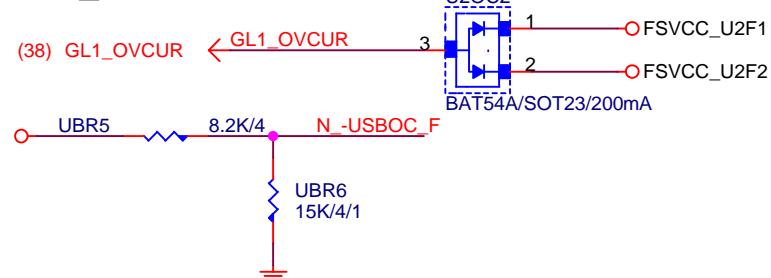 1
FSVCC_U2F1
(38) GL1_OVCUR
GL1_OVCUR
3
2
FSVCC_U2F2
BAT54A/SOT23/200mA
UBR5
8.2K/4
N_-USBOC_F
UBR6
15K/4/1